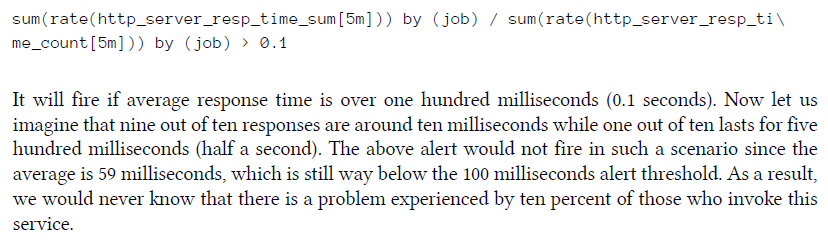 sum(rate(http_server_resp_time_sum[5m])) by (job) / sum(rate(http_server_resp_ti\
me_count[5m])) by (job) > 0.1
It will fire if average response time is over one hundred milliseconds (0.1 seconds). Now let us
imagine that nine out of ten responses are around ten milliseconds while one out of ten lasts for five
hundred milliseconds (half a second). The above alert would not fire in such a scenario since the
average is 59 milliseconds, which is still way below the 100 milliseconds alert threshold. As a result,
we would never know that there is a problem experienced by ten percent of those who invoke this
service.